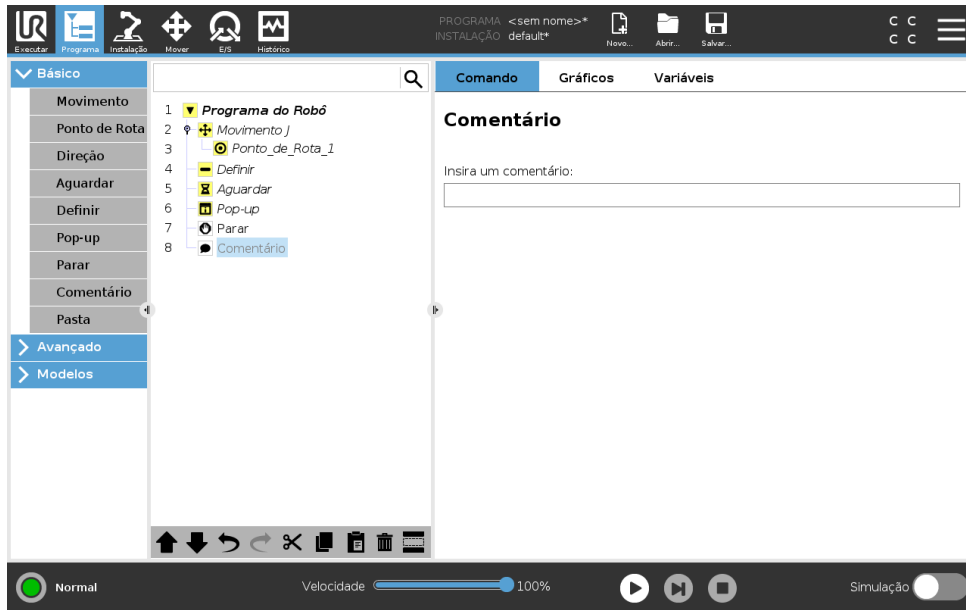 PROGRAMA <sem nome>*
INSTALAÇÃO default*
C C
C C
Executar Programa Instalação Mover E/S Histórico Novo... Abrir... Salvar...
Básico
Movimento
Ponto de Rota
Direção
Aguardar
Definir
Pop-up
Parar
Comentário
Pasta
Avançado
Modelos
1 Programa do Robô
2 Movimento J
3 Ponto_de_Rota_1
4 Definir
5 Aguardar
6 Pop-up
7 Parar
8 Comentário
Comando Gráficos Variáveis
Comentário
Insira um comentário:
Normal Velocidade 100% Simulação